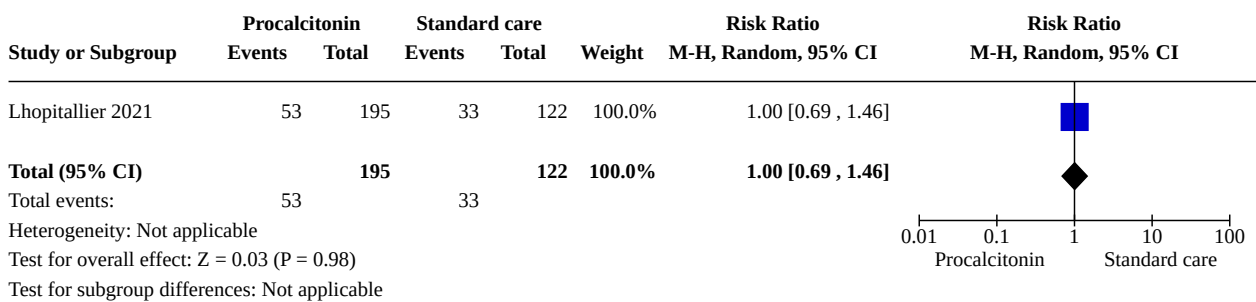 Procalcitonin Standard care Risk Ratio Risk Ratio
Study or Subgroup Events Total Events Total Weight M-H, Random, 95% CI M-H, Random, 95% CI
Lhopitallier 2021 53 195 33 122 100.0% 1.00 [0.69 , 1.46]
Total (95% CI) 195 122 100.0% 1.00 [0.69 , 1.46]
Total events: 53 33
Heterogeneity: Not applicable
0.01 0.1 1 10 100
Test for overall effect: Z = 0.03 (P = 0.98) Procalcitonin Standard care
Test for subgroup differences: Not applicable